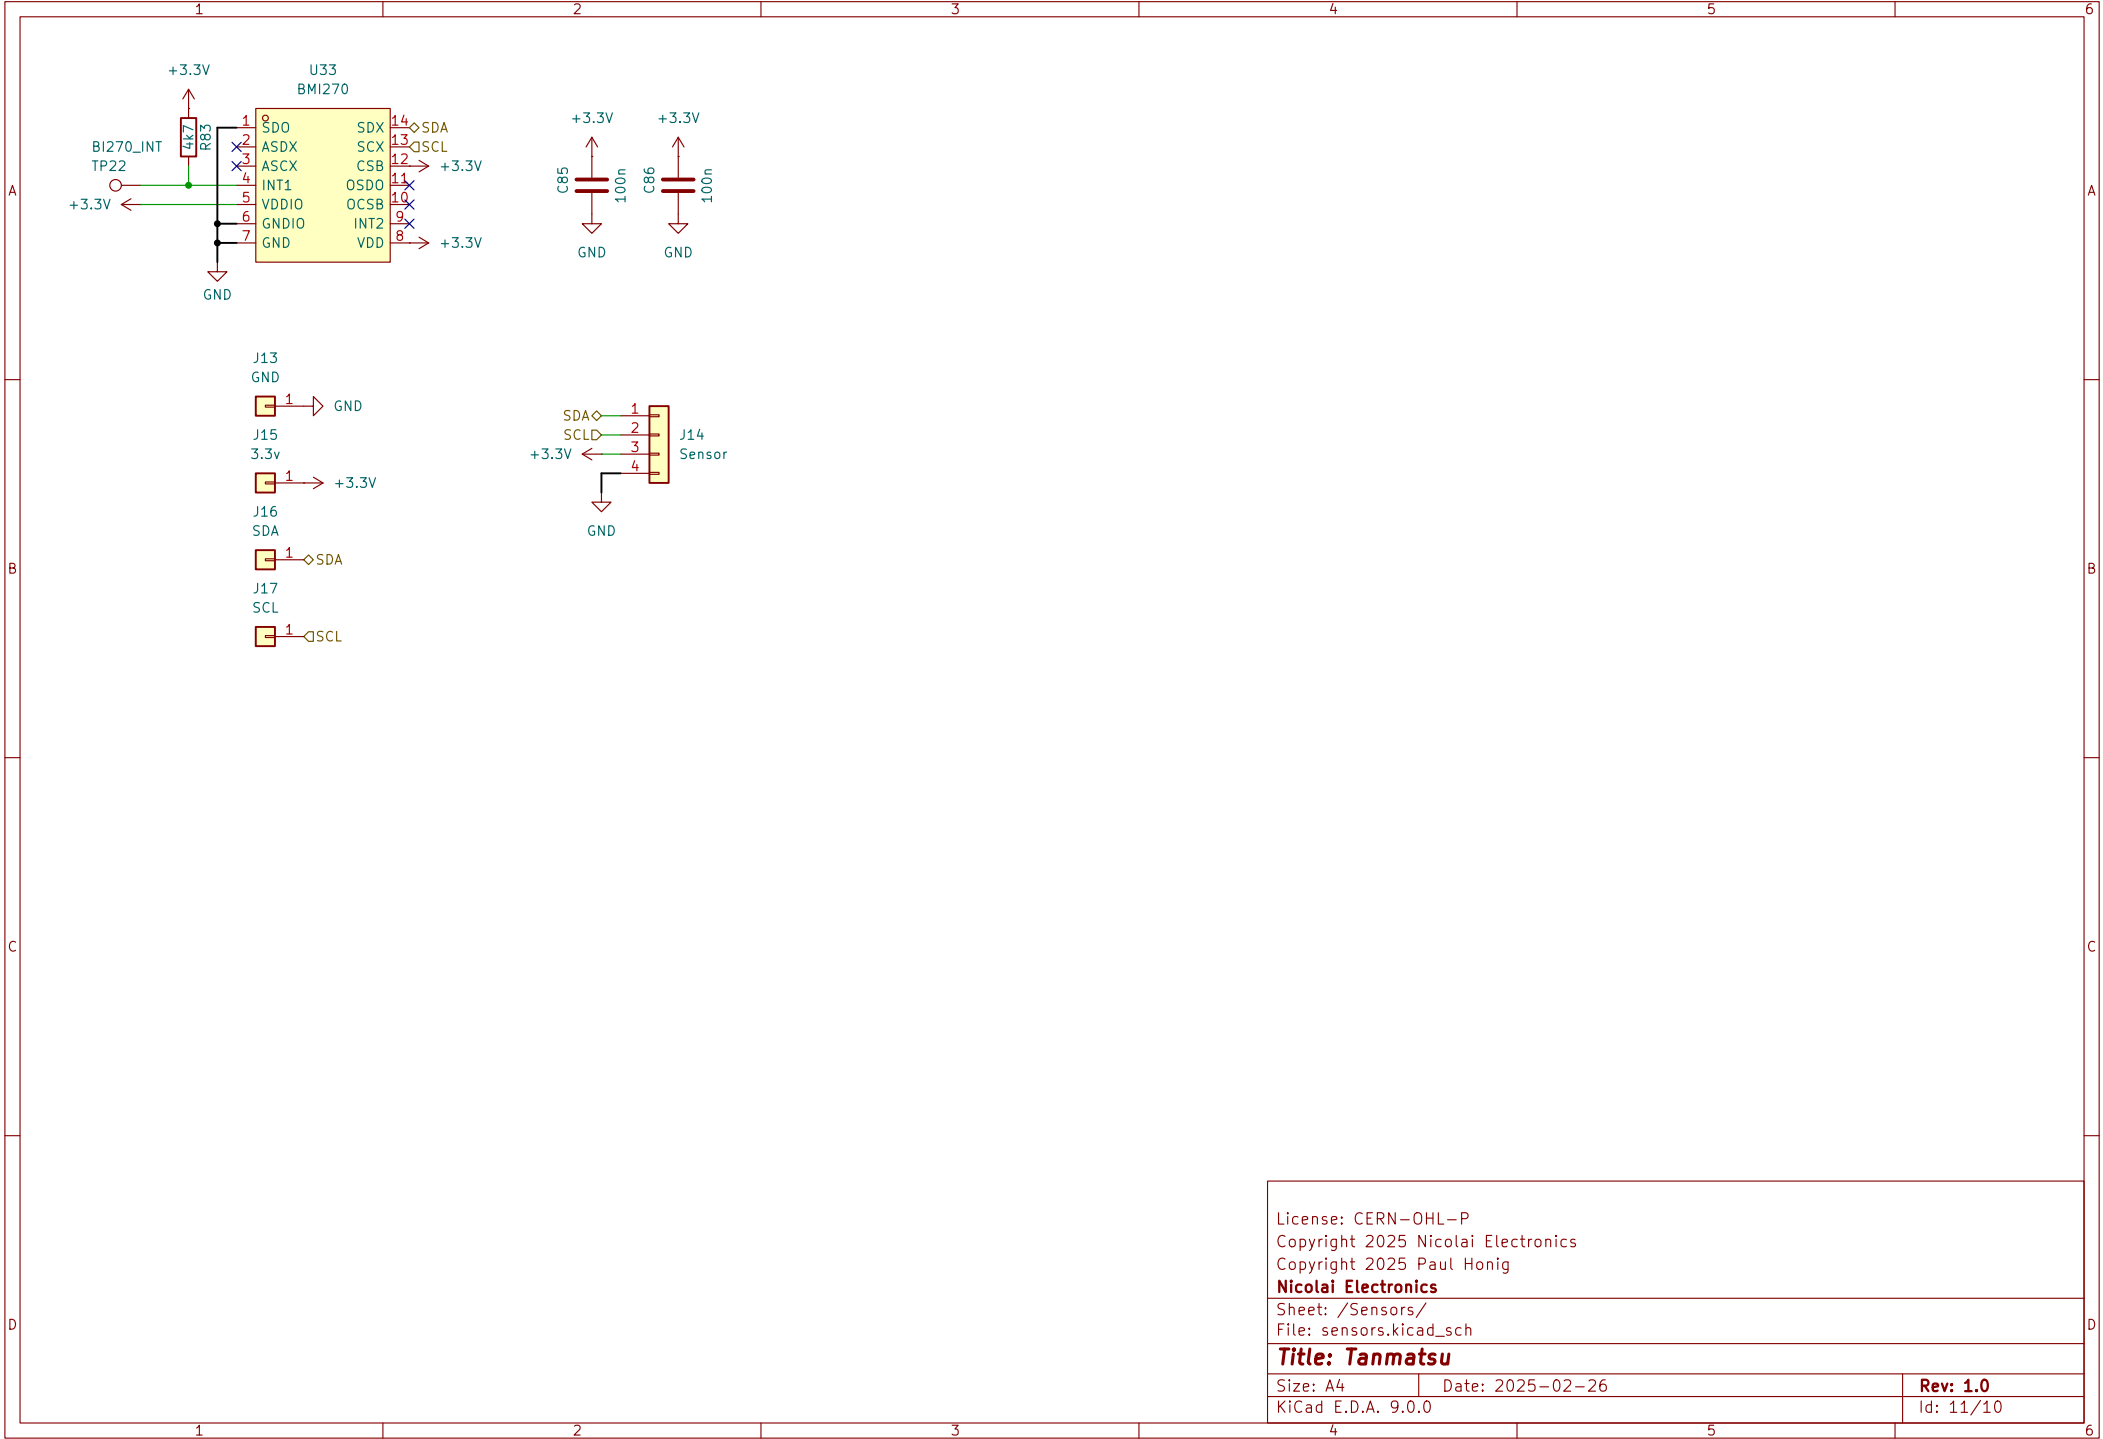 1 2 3 4 5 6
A
B
C
D
A
B
C
D
+3.3V
4k7
R83
BI270_INT
TP22
+3.3V
U33
BMI270
1 SDO
2 ASDX
3 ASCX
4 INT1
5 VDDIO
6 GNDIO
7 GND
SDX 14 SDA
SCX 13 SCL
CSB 12 +3.3V
OSDO 11
OCSB 10
INT2 9
VDD 8 +3.3V
GND
+3.3V
C85
100n
GND
+3.3V
C86
100n
GND
J13
GND
1 GND
J15
3.3v
1 +3.3V
J16
SDA
1 SDA
J17
SCL
1 SCL
SDA 1
SCL 2
+3.3V 3
4
J14
Sensor
GND
License: CERN-OHL-P
Copyright 2025 Nicolai Electronics
Copyright 2025 Paul Honig
Nicolai Electronics
Sheet: /Sensors/
File: sensors.kicad_sch
Title: Tanmatsu
Size: A4 Date: 2025-02-26 Rev: 1.0
KiCad E.D.A. 9.0.0 Id: 11/10
1 2 3 4 5 6